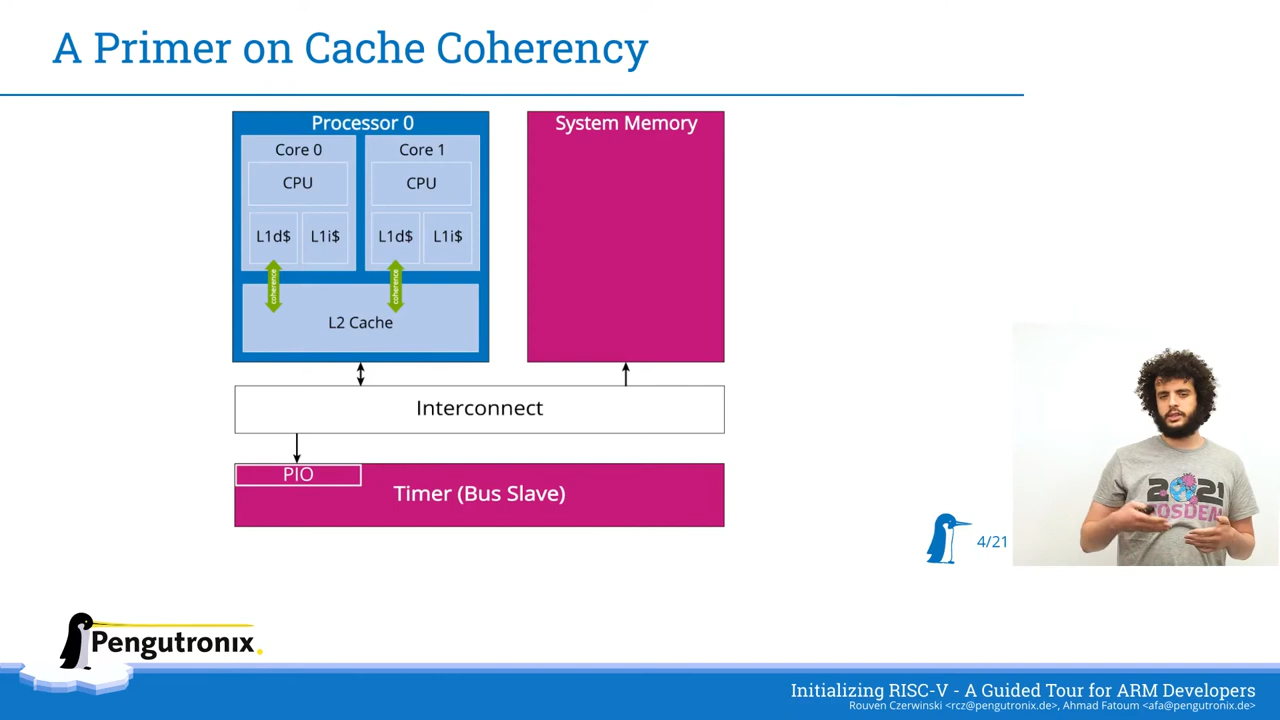 A Primer on Cache Coherency
Processor 0
System Memory
Core 0
Core 1
CPU
CPU
L1d$
L1i$
L1d$
L1i$
coherence
coherence
L2 Cache
Interconnect
PIO
Timer (Bus Slave)
2021
FOSDEM
4/21
Pengutronix
Initializing RISC-V - A Guided Tour for ARM Developers
Rouven Czerwinski <rcz@pengutronix.de>, Ahmad Fatoum <afa@pengutronix.de>